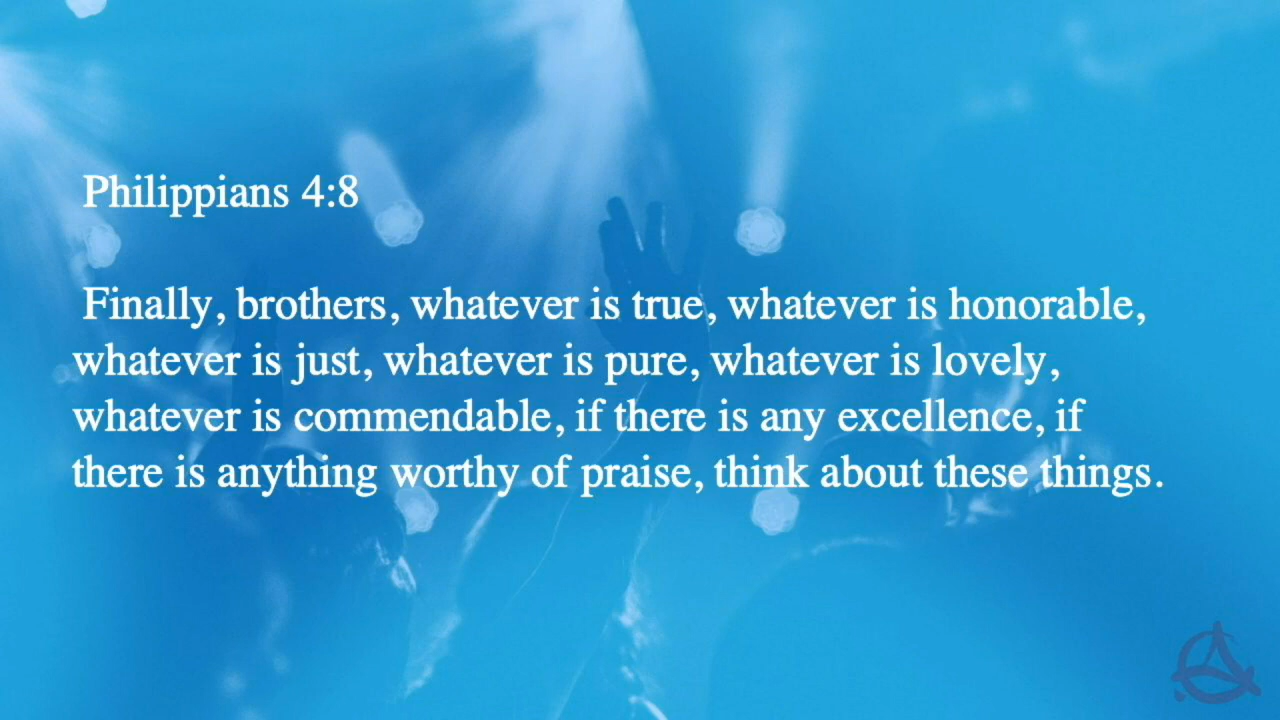 Philippians 4:8
Finally, brothers, whatever is true, whatever is honorable,
whatever is just, whatever is pure, whatever is lovely,
whatever is commendable, if there is any excellence, if
there is anything worthy of praise, think about these things.